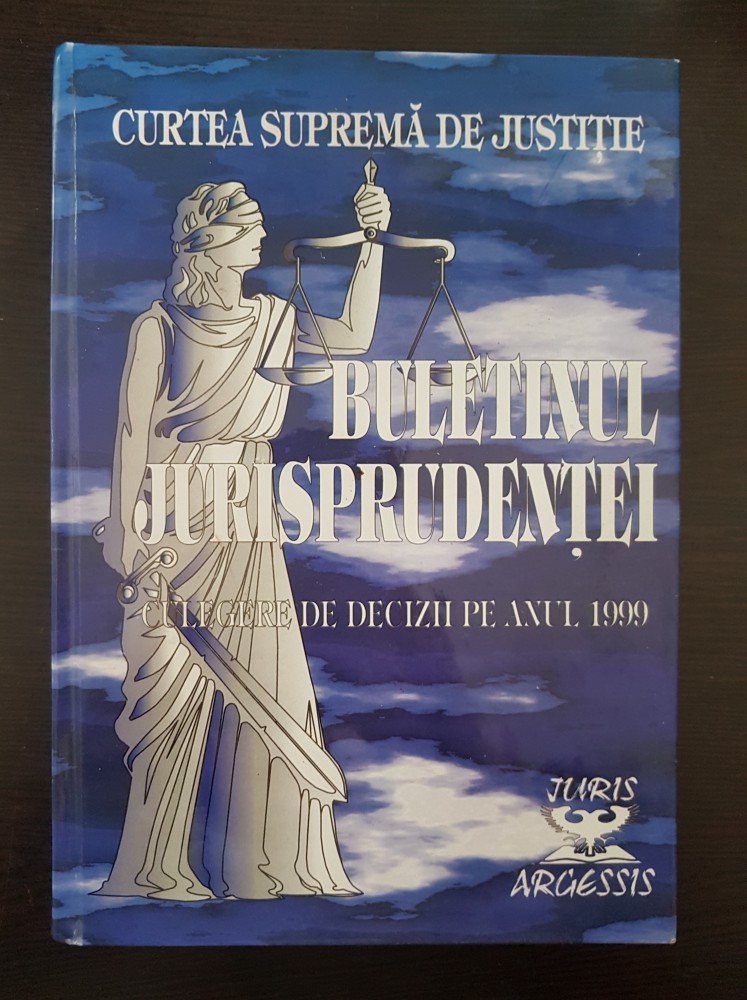 CURTEA SUPREMĂ DE JUSTIȚIE
BULETINUL
JURISPRUDENȚEI
CULEGERE DE DECIZII PE ANUL 1999
JURIS
ARGESSIS